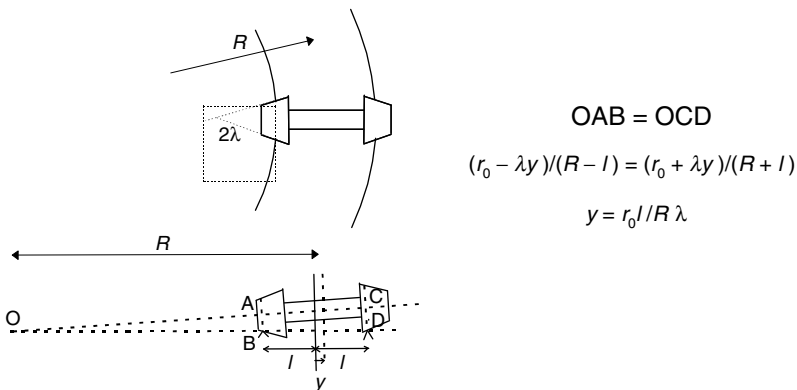 R
2λ
OAB = OCD
(r₀ – λy)/(R – l) = (r₀ + λy)/(R + l)
y = r₀l/R λ
R
A
C
O
D
B
l
l
y